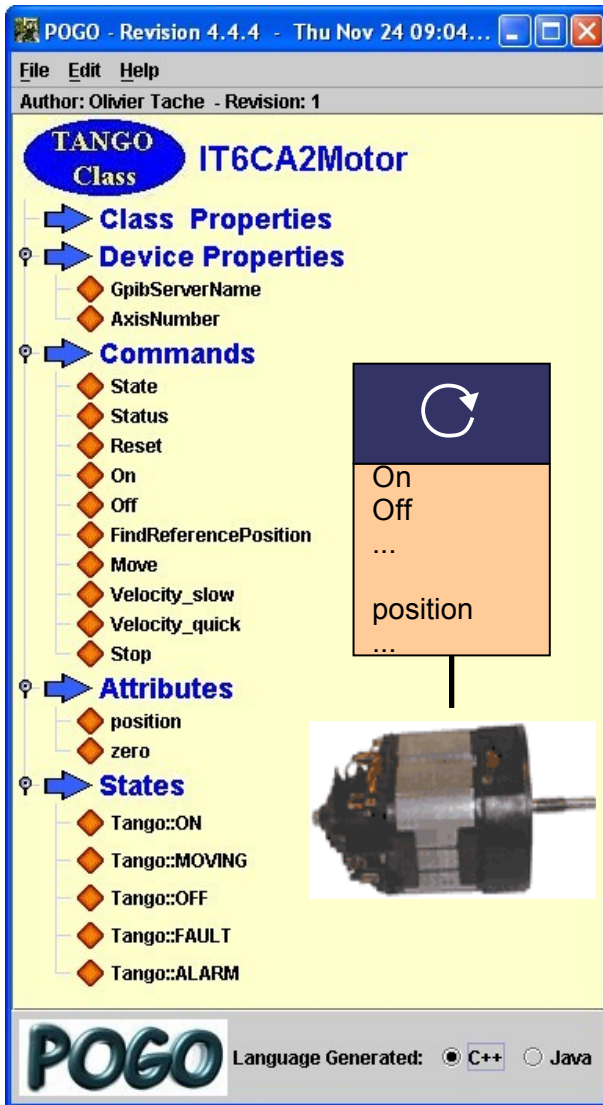 POGO - Revision 4.4.4 - Thu Nov 24 09:04...
File Edit Help
Author: Olivier Tache - Revision: 1
TANGO
Class
IT6CA2Motor
Class Properties
Device Properties
GpibServerName
AxisNumber
Commands
State
Status
Reset
On
Off
FindReferencePosition
Move
Velocity_slow
Velocity_quick
Stop
On
Off
...
position
...
Attributes
position
zero
States
Tango::ON
Tango::MOVING
Tango::OFF
Tango::FAULT
Tango::ALARM
POGO
Language Generated: C++ Java